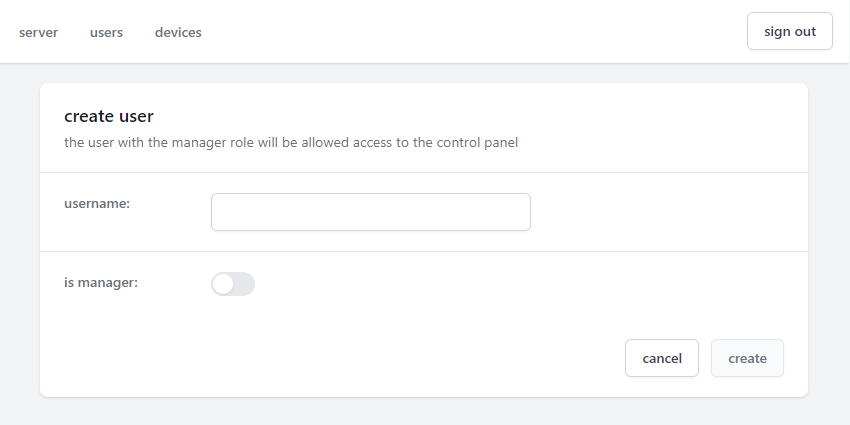 server users devices sign out
create user
the user with the manager role will be allowed access to the control panel
username:
is manager:
cancel create